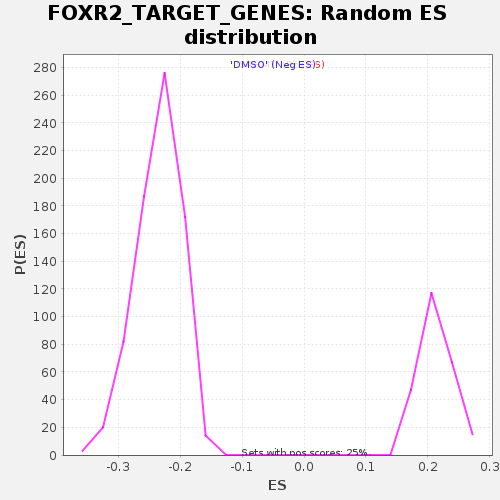 FOXR2_TARGET_GENES: Random ES
distribution
'DMSO' (Neg ES)
S)
P(ES)
280
260
240
220
200
180
160
140
120
100
80
60
40
20
0
Sets with pos scores: 25%
-0.3 -0.2 -0.1 0.0 0.1 0.2 0.3
ES